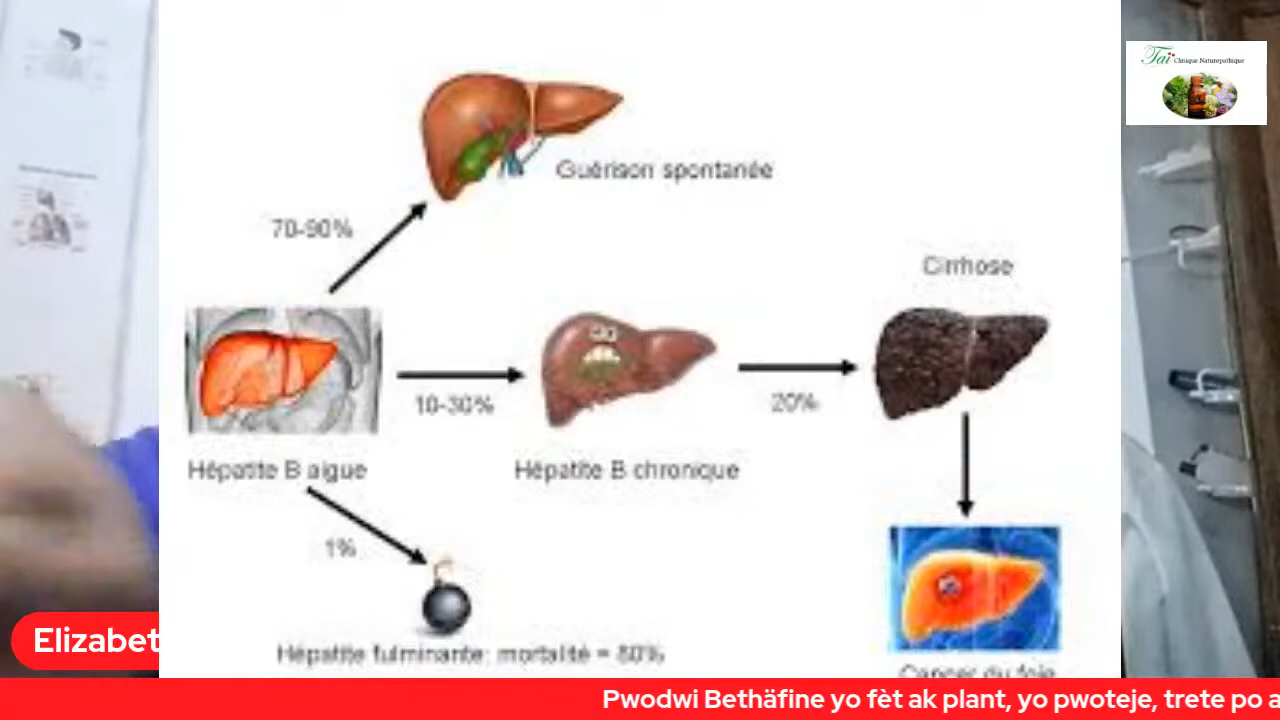 Taï Clinique Naturopathique
Guérison spontanée
70-90%
Cirrhose
10-30%
20%
Hépatite B aigue
Hépatite B chronique
1%
Hépatite fulminante: mortalité = 80%
Cancer du foie
Elizabet
Pwodwi Bethäfine yo fèt ak plant, yo pwoteje, trete po a